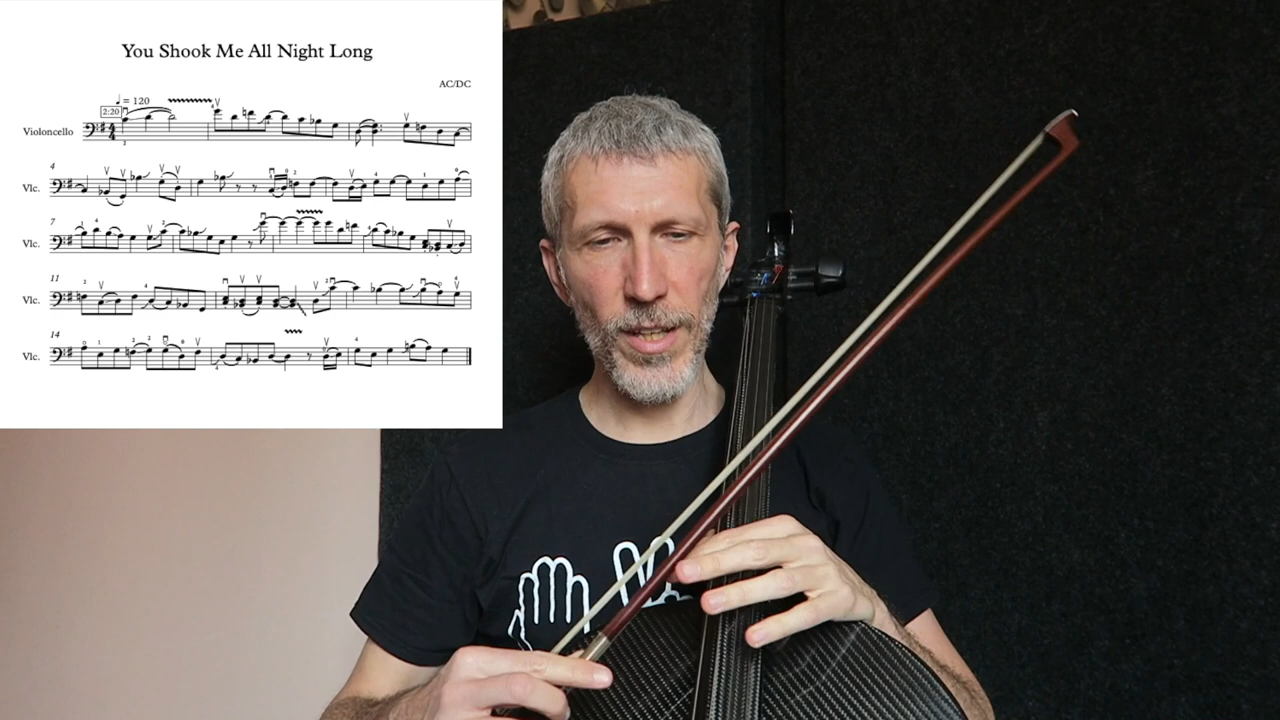 You Shook Me All Night Long
AC/DC
♩ = 120
2:20
Violoncello
4
Vlc.
7
Vlc.
11
Vlc.
14
Vlc.